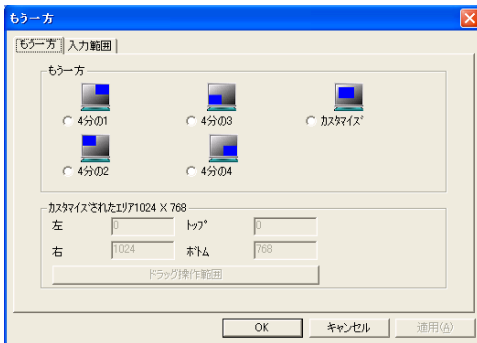 もう一方
もう一方 入力範囲
もう一方
4分の1 4分の3 カスタマイズ
4分の2 4分の4
カスタマイズされたエリア1024 × 768
左 0 トップ 0
右 1024 ボトム 768
ドラッグ操作範囲
OK キャンセル 適用(A)